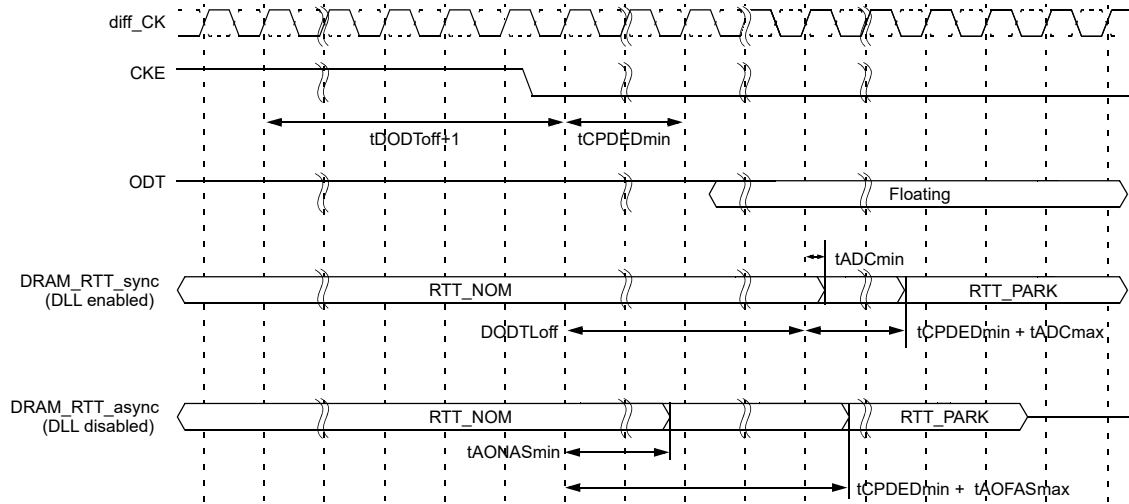 diff_CK
CKE
tDODToff+1
tCPDEDmin
ODT
Floating
tADCmin
DRAM_RTT_sync
(DLL enabled)
RTT_NOM
RTT_PARK
DODTLoff
tCPDEDmin + tADCmax
DRAM_RTT_async
(DLL disabled)
RTT_NOM
RTT_PARK
tAONASmin
tCPDEDmin + tAOFASmax